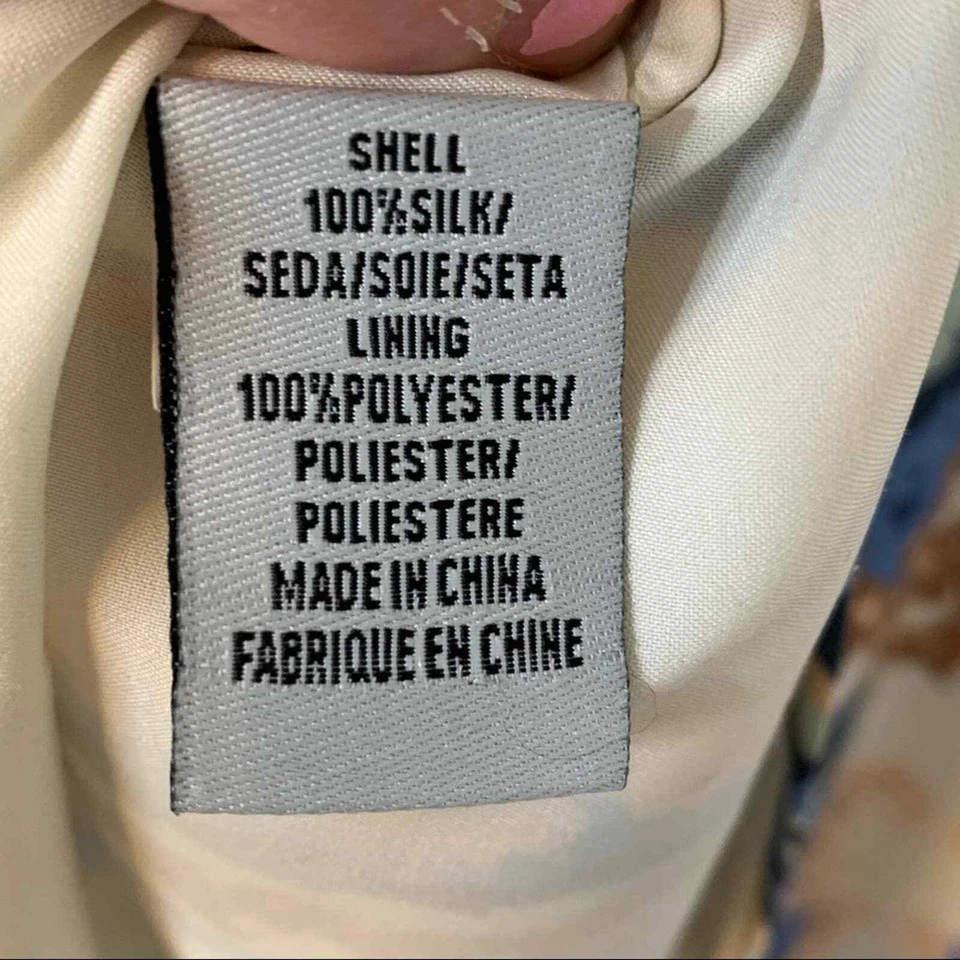 SHELL
100%SILK/
SEDA/SOIE/SETA
LINING
100%POLYESTER/
POLIESTER/
POLIESTERE
MADE IN CHINA
FABRIQUE EN CHINE